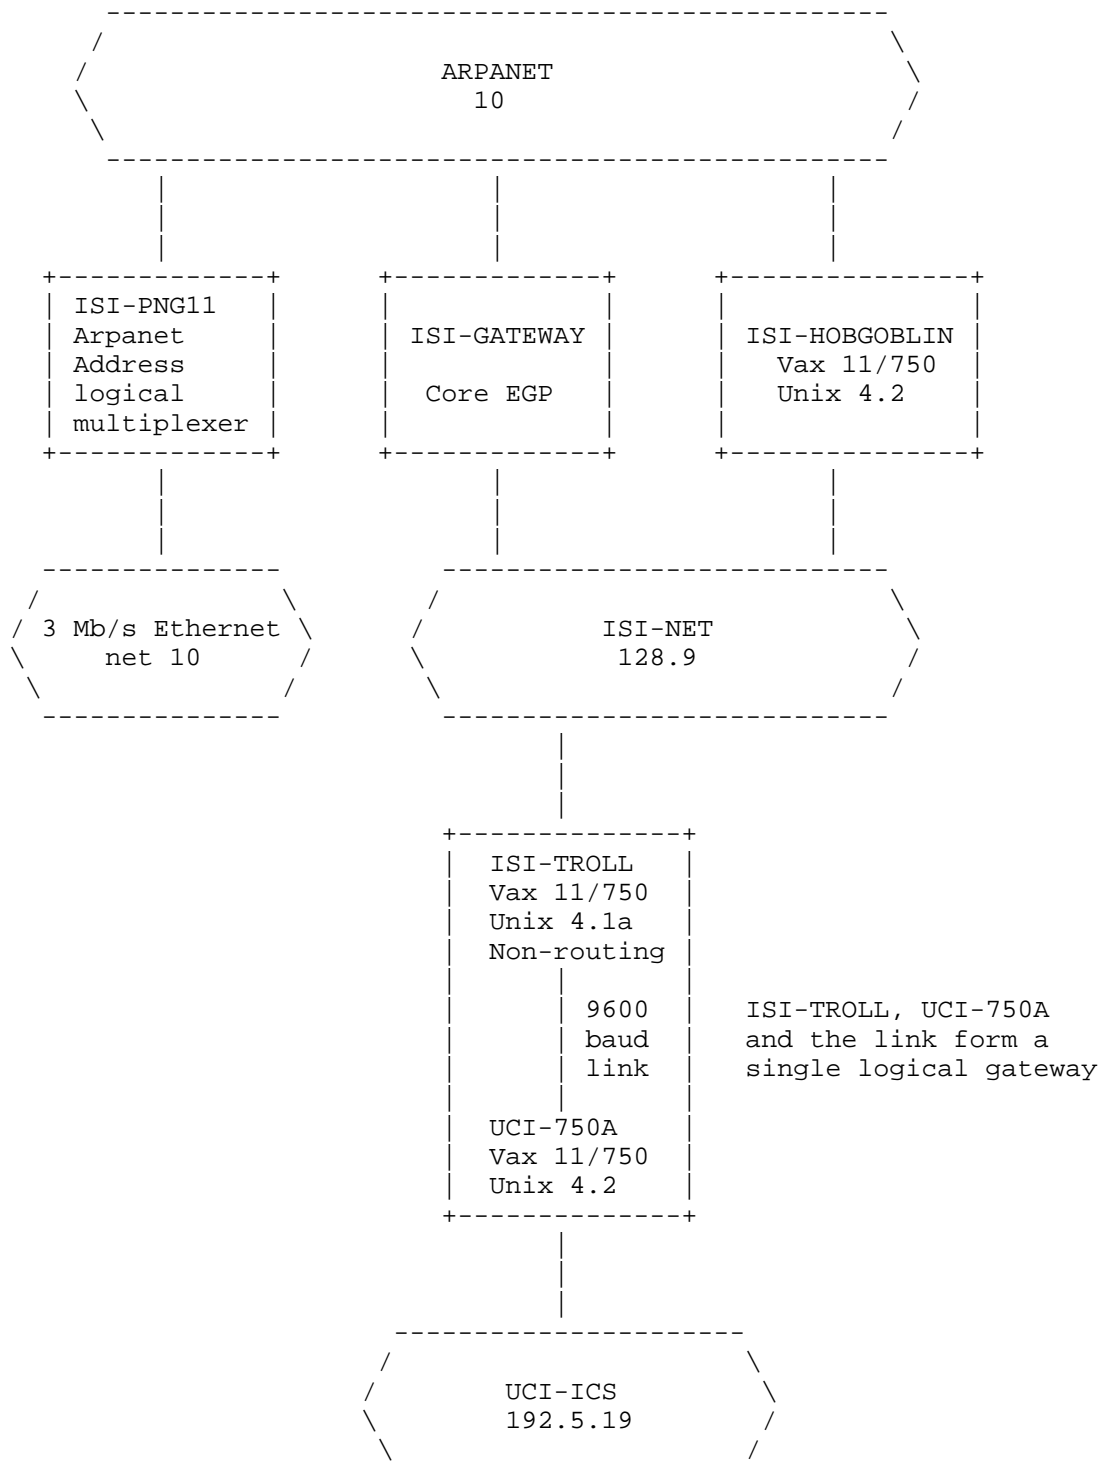 ARPANET
10
ISI-PNG11
Arpanet
Address
logical
multiplexer
ISI-GATEWAY
Core EGP
ISI-HOBGOBLIN
Vax 11/750
Unix 4.2
3 Mb/s Ethernet
net 10
ISI-NET
128.9
ISI-TROLL
Vax 11/750
Unix 4.1a
Non-routing
9600
baud
link
ISI-TROLL, UCI-750A
and the link form a
single logical gateway
UCI-750A
Vax 11/750
Unix 4.2
UCI-ICS
192.5.19